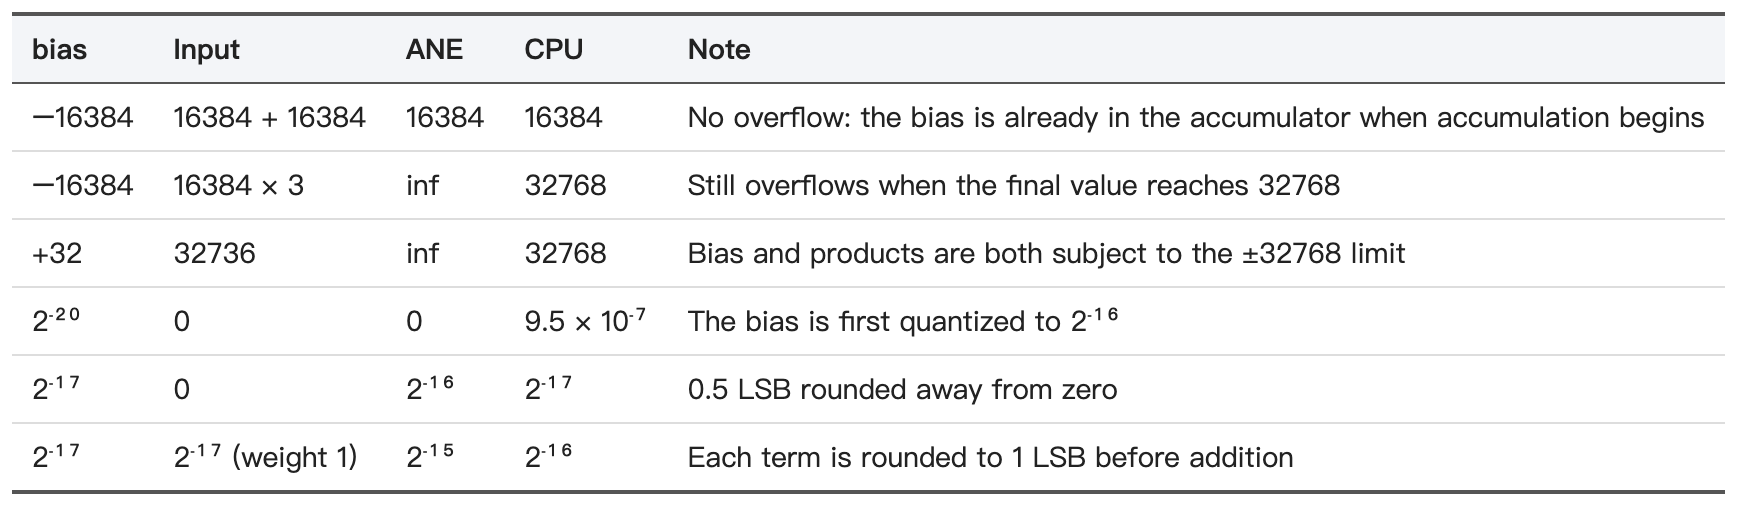 bias Input ANE CPU Note
−16384 16384 + 16384 16384 16384 No overflow: the bias is already in the accumulator when accumulation begins
−16384 16384 × 3 inf 32768 Still overflows when the final value reaches 32768
+32 32736 inf 32768 Bias and products are both subject to the ±32768 limit
2⁻²⁰ 0 0 9.5 × 10⁻⁷ The bias is first quantized to 2⁻¹⁶
2⁻¹⁷ 0 2⁻¹⁶ 2⁻¹⁷ 0.5 LSB rounded away from zero
2⁻¹⁷ 2⁻¹⁷ (weight 1) 2⁻¹⁵ 2⁻¹⁶ Each term is rounded to 1 LSB before addition